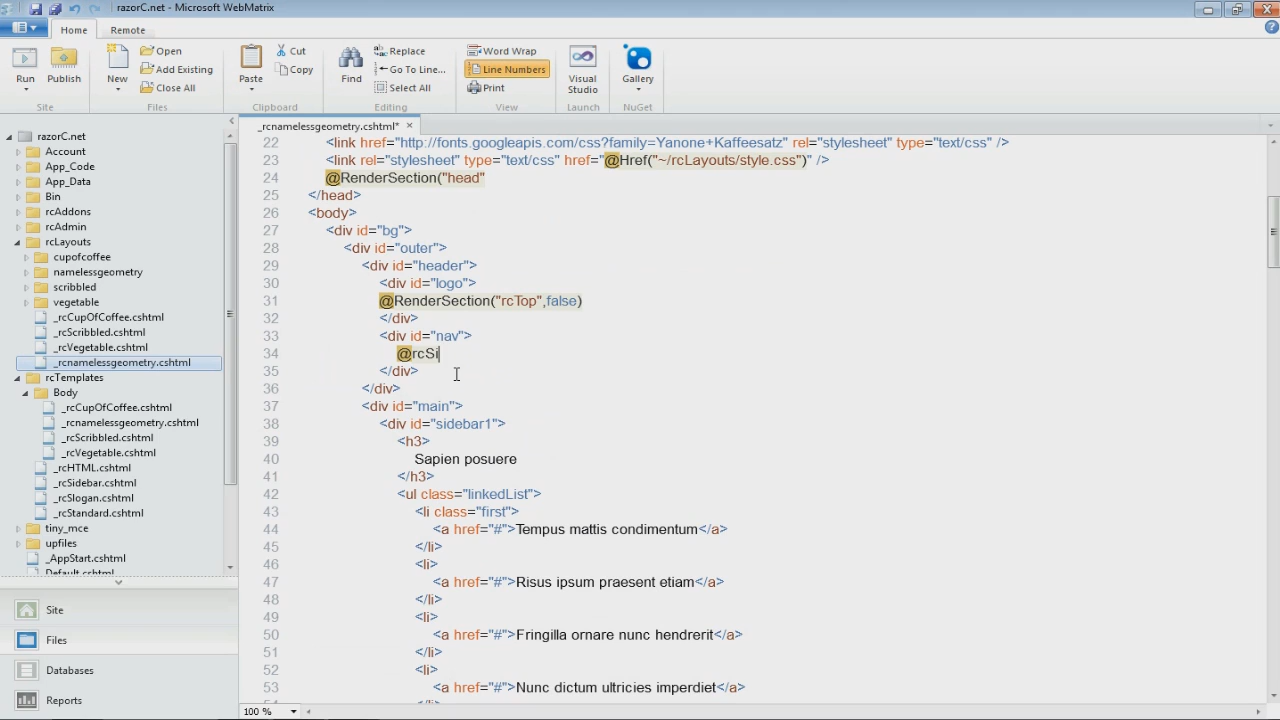 razorC.net - Microsoft WebMatrix
Home
Remote
Run
Publish
Site
New
Open
Add Existing
Close All
Files
Paste
Cut
Copy
Clipboard
Find
Replace
Go To Line...
Select All
Editing
Word Wrap
Line Numbers
Print
View
Visual
Studio
Launch
Gallery
NuGet
razorC.net
Account
App_Code
App_Data
Bin
rcAddons
rcAdmin
rcLayouts
cupofcoffee
namelessgeometry
scribbled
vegetable
_rcCupOfCoffee.cshtml
_rcScribbled.cshtml
_rcVegetable.cshtml
_rcnamelessgeometry.cshtml
rcTemplates
Body
_rcCupOfCoffee.cshtml
_rcnamelessgeometry.cshtml
_rcScribbled.cshtml
_rcVegetable.cshtml
_rcHTML.cshtml
_rcSidebar.cshtml
_rcSlogan.cshtml
_rcStandard.cshtml
tiny_mce
upfiles
_AppStart.cshtml
Default.cshtml
Site
Files
Databases
Reports
_rcnamelessgeometry.cshtml* ×
22 <link href="http://fonts.googleapis.com/css?family=Yanone+Kaffeesatz" rel="stylesheet" type="text/css" />
23 <link rel="stylesheet" type="text/css" href="@Href("~/rcLayouts/style.css")" />
24 @RenderSection("head"
25 </head>
26 <body>
27 <div id="bg">
28 <div id="outer">
29 <div id="header">
30 <div id="logo">
31 @RenderSection("rcTop",false)
32 </div>
33 <div id="nav">
34 @rcSi
35 </div>
36 </div>
37 <div id="main">
38 <div id="sidebar1">
39 <h3>
40 Sapien posuere
41 </h3>
42 <ul class="linkedList">
43 <li class="first">
44 <a href="#">Tempus mattis condimentum</a>
45 </li>
46 <li>
47 <a href="#">Risus ipsum praesent etiam</a>
48 </li>
49 <li>
50 <a href="#">Fringilla ornare nunc hendrerit</a>
51 </li>
52 <li>
53 <a href="#">Nunc dictum ultricies imperdiet</a>
100 %